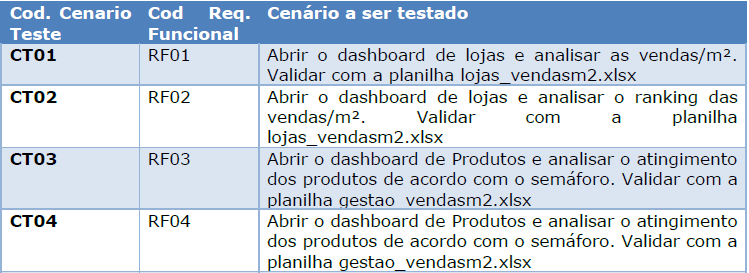 Cod. Cenario Cod Req. Cenário a ser testado
Teste Funcional
CT01 RF01 Abrir o dashboard de lojas e analisar as vendas/m².
Validar com a planilha lojas_vendasm2.xlsx
CT02 RF02 Abrir o dashboard de lojas e analisar o ranking das
vendas/m². Validar com a planilha
lojas_vendasm2.xlsx
CT03 RF03 Abrir o dashboard de Produtos e analisar o atingimento
dos produtos de acordo com o semáforo. Validar com a
planilha gestao_vendasm2.xlsx
CT04 RF04 Abrir o dashboard de Produtos e analisar o atingimento
dos produtos de acordo com o semáforo. Validar com a
planilha gestao_vendasm2.xlsx